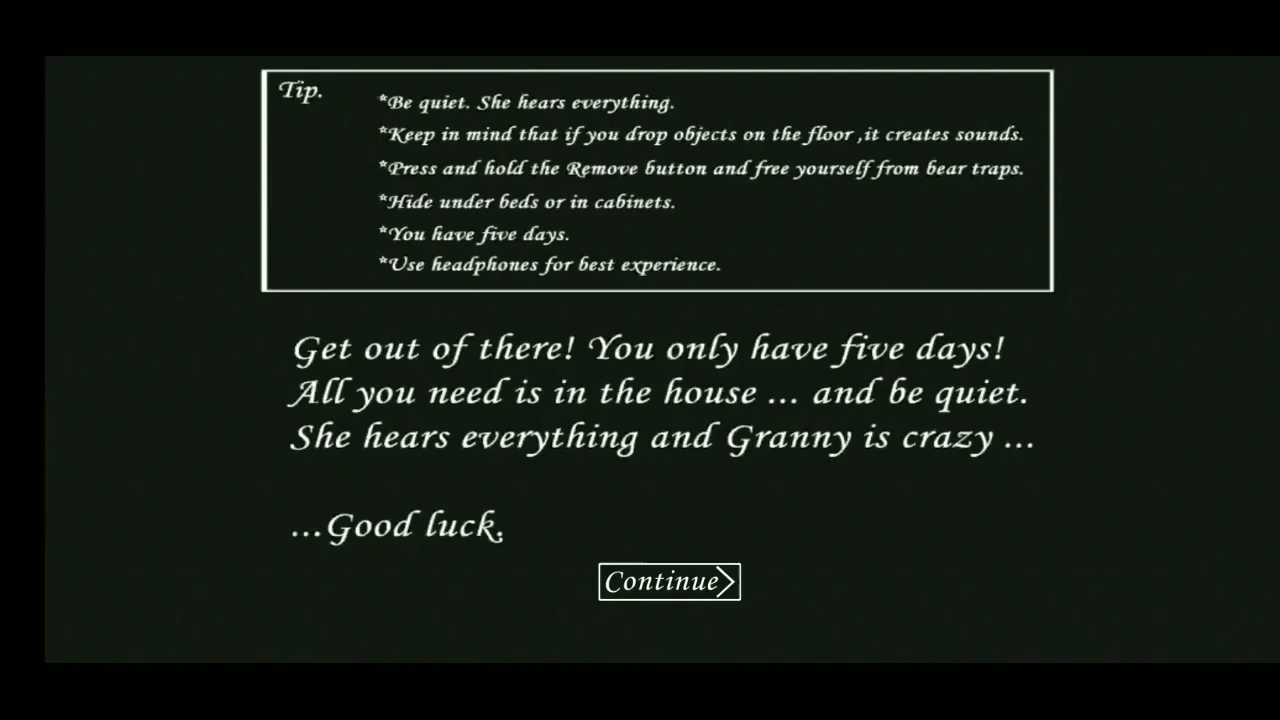 Tip.
*Be quiet. She hears everything.
*Keep in mind that if you drop objects on the floor ,it creates sounds.
*Press and hold the Remove button and free yourself from bear traps.
*Hide under beds or in cabinets.
*You have five days.
*Use headphones for best experience.
Get out of there! You only have five days!
All you need is in the house ... and be quiet.
She hears everything and Granny is crazy ...
...Good luck.
Continue>